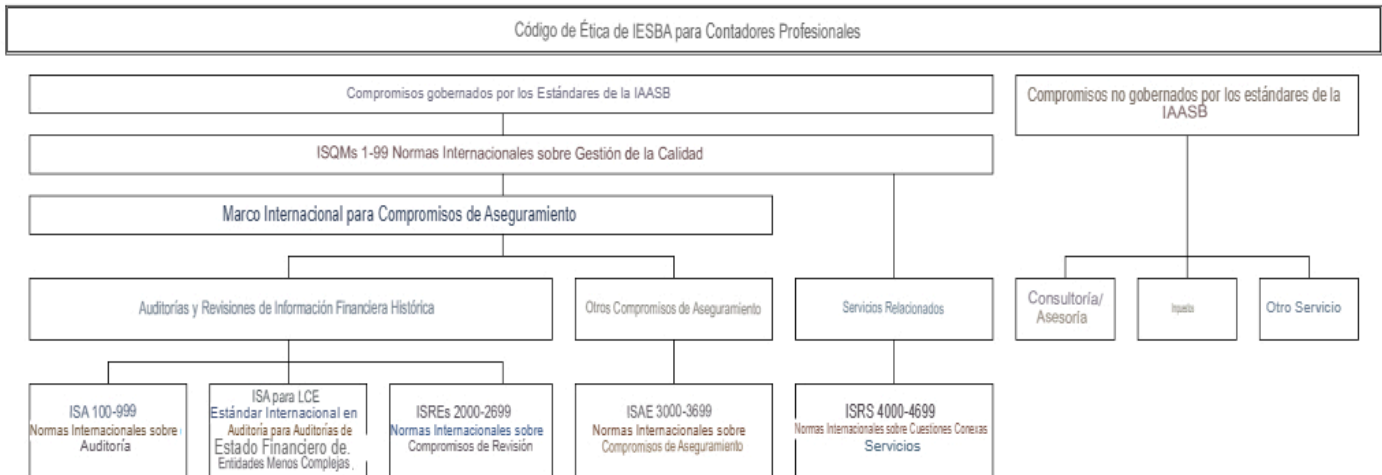 Código de Ética de IESBA para Contadores Profesionales
Compromisos gobernados por los Estándares de la IAASB
Compromisos no gobernados por los estándares de la
IAASB
ISQMs 1-99 Normas Internacionales sobre Gestión de la Calidad
Marco Internacional para Compromisos de Aseguramiento
Auditorías y Revisiones de Información Financiera Histórica
Otros Compromisos de Aseguramiento
Servicios Relacionados
Consultoría/
Asesoría
Impuestos
Otro Servicio
ISA 100-999
Normas Internacionales sobre
Auditoría
ISA para LCE
Estándar Internacional en
Auditoría para Auditorías de
Estado Financiero de.
Entidades Menos Complejas
ISREs 2000-2699
Normas Internacionales sobre
Compromisos de Revisión
ISAE 3000-3699
Normas Internacionales sobre
Compromisos de Aseguramiento
ISRS 4000-4699
Normas Internacionales sobre Cuestiones Conexas
Servicios